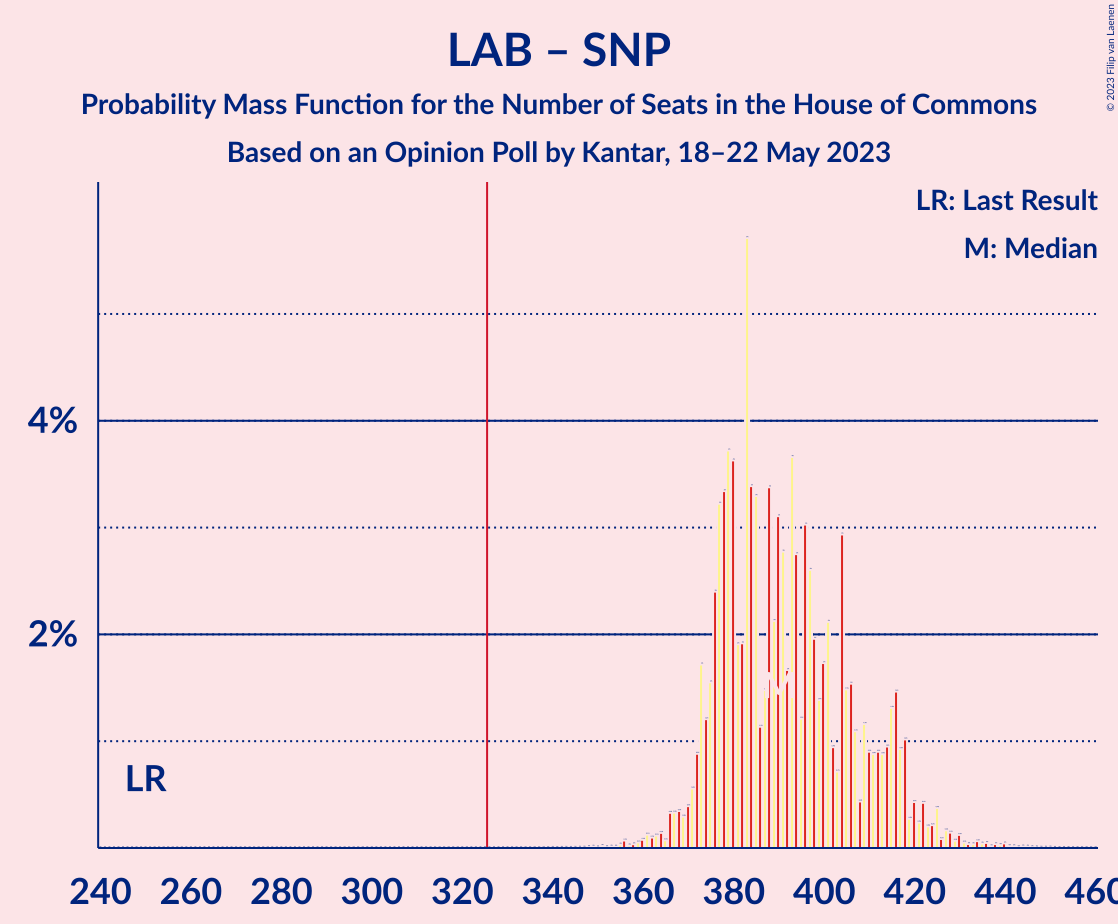 LAB – SNP
Probability Mass Function for the Number of Seats in the House of Commons
Based on an Opinion Poll by Kantar, 18–22 May 2023
© 2023 Filip van Laenen
LR: Last Result
M: Median
4%
2%
LR
240 260 280 300 320 340 360 380 400 420 440 460